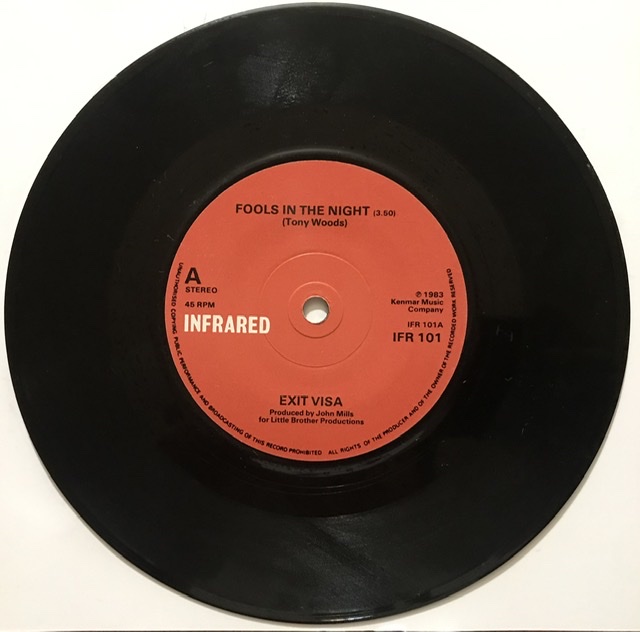 FOOLS IN THE NIGHT (3.50)
(Tony Woods)
A
STEREO
45 RPM
INFRARED
℗ 1983
Kenmar Music
Company
IFR 101A
IFR 101
EXIT VISA
Produced by John Mills
for Little Brother Productions
UNAUTHORISED COPYING PUBLIC PERFORMANCE AND BROADCASTING OF THIS RECORD PROHIBITED ALL RIGHTS OF THE PRODUCER AND OF THE OWNER OF THE RECORDED WORK RESERVED